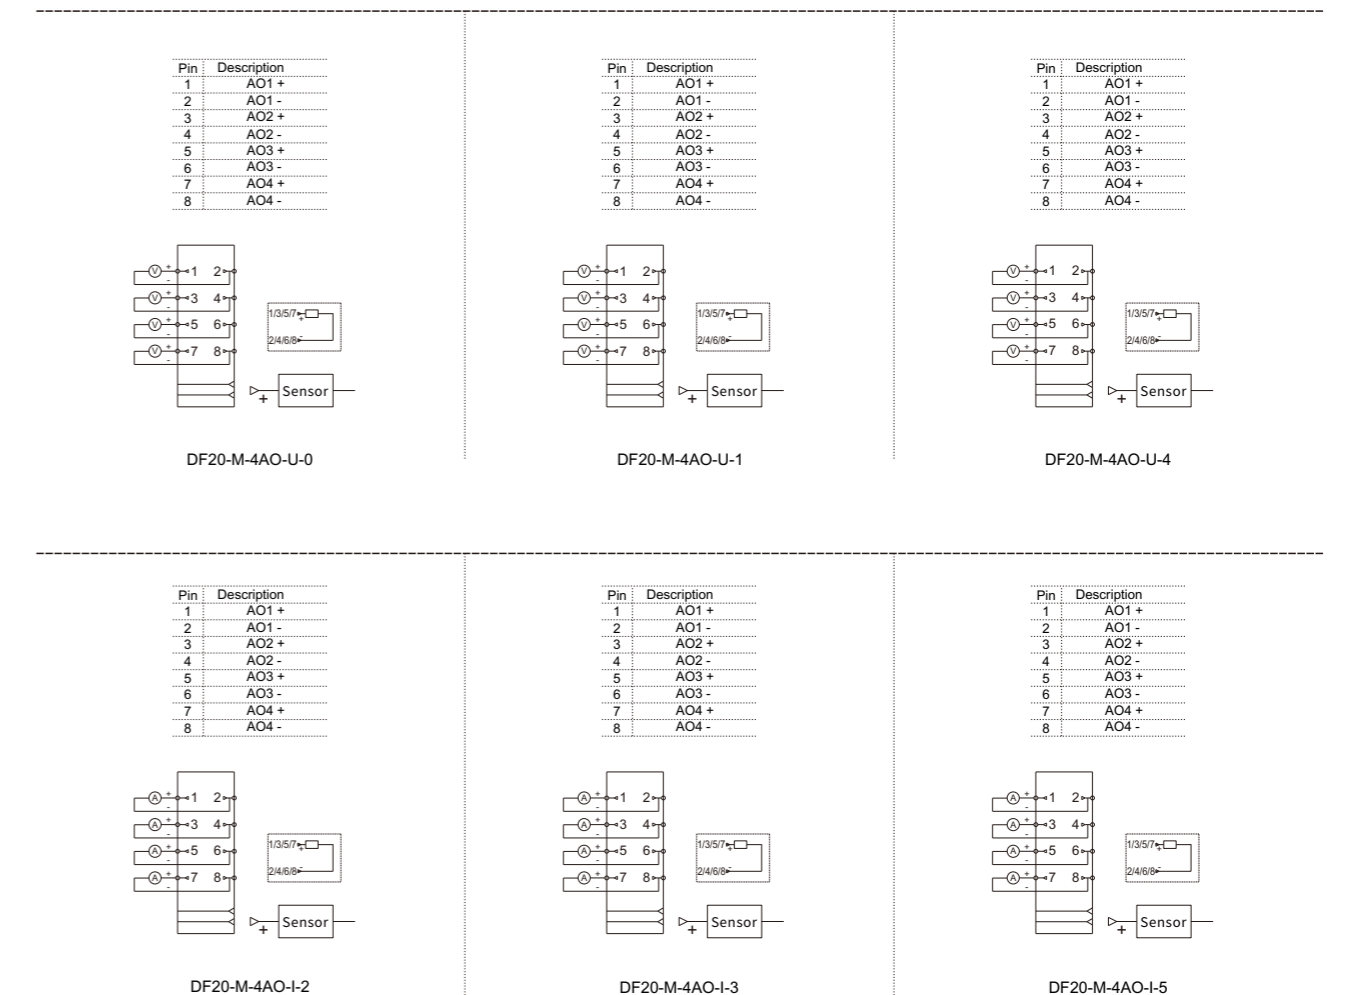 Pin Description
1 AO1 +
2 AO1 -
3 AO2 +
4 AO2 -
5 AO3 +
6 AO3 -
7 AO4 +
8 AO4 -
V + - 1 2
V + - 3 4
1/3/5/7 +
V + - 5 6
2/4/6/8 -
V + - 7 8
+ Sensor
DF20-M-4AO-U-0
Pin Description
1 AO1 +
2 AO1 -
3 AO2 +
4 AO2 -
5 AO3 +
6 AO3 -
7 AO4 +
8 AO4 -
V + - 1 2
V + - 3 4
1/3/5/7 +
V + - 5 6
2/4/6/8 -
V + - 7 8
+ Sensor
DF20-M-4AO-U-1
Pin Description
1 AO1 +
2 AO1 -
3 AO2 +
4 AO2 -
5 AO3 +
6 AO3 -
7 AO4 +
8 AO4 -
V + - 1 2
V + - 3 4
1/3/5/7 +
V + - 5 6
2/4/6/8 -
V + - 7 8
+ Sensor
DF20-M-4AO-U-4
Pin Description
1 AO1 +
2 AO1 -
3 AO2 +
4 AO2 -
5 AO3 +
6 AO3 -
7 AO4 +
8 AO4 -
A + - 1 2
A + - 3 4
1/3/5/7 +
A + - 5 6
2/4/6/8 -
A + - 7 8
+ Sensor
DF20-M-4AO-I-2
Pin Description
1 AO1 +
2 AO1 -
3 AO2 +
4 AO2 -
5 AO3 +
6 AO3 -
7 AO4 +
8 AO4 -
A + - 1 2
A + - 3 4
1/3/5/7 +
A + - 5 6
2/4/6/8 -
A + - 7 8
+ Sensor
DF20-M-4AO-I-3
Pin Description
1 AO1 +
2 AO1 -
3 AO2 +
4 AO2 -
5 AO3 +
6 AO3 -
7 AO4 +
8 AO4 -
A + - 1 2
A + - 3 4
1/3/5/7 +
A + - 5 6
2/4/6/8 -
A + - 7 8
+ Sensor
DF20-M-4AO-I-5